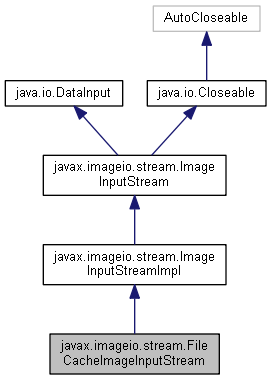 AutoCloseable
java.io.DataInput
java.io.Closeable
javax.imageio.stream.Image
InputStream
javax.imageio.stream.Image
InputStreamImpl
javax.imageio.stream.File
CacheImageInputStream